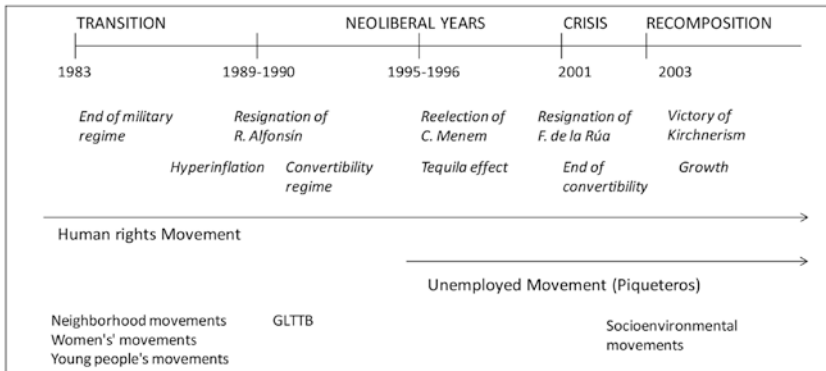 TRANSITION NEOLIBERAL YEARS CRISIS RECOMPOSITION
1983 1989-1990 1995-1996 2001 2003
End of military Resignation of Reelection of Resignation of Victory of
regime R. Alfonsín C. Menem F. de la Rúa Kirchnerism
Hyperinflation Convertibility Tequila effect End of Growth
regime convertibility
Human rights Movement
Unemployed Movement (Piqueteros)
Neighborhood movements GLTTB Socioenvironmental
Women's' movements movements
Young people's movements